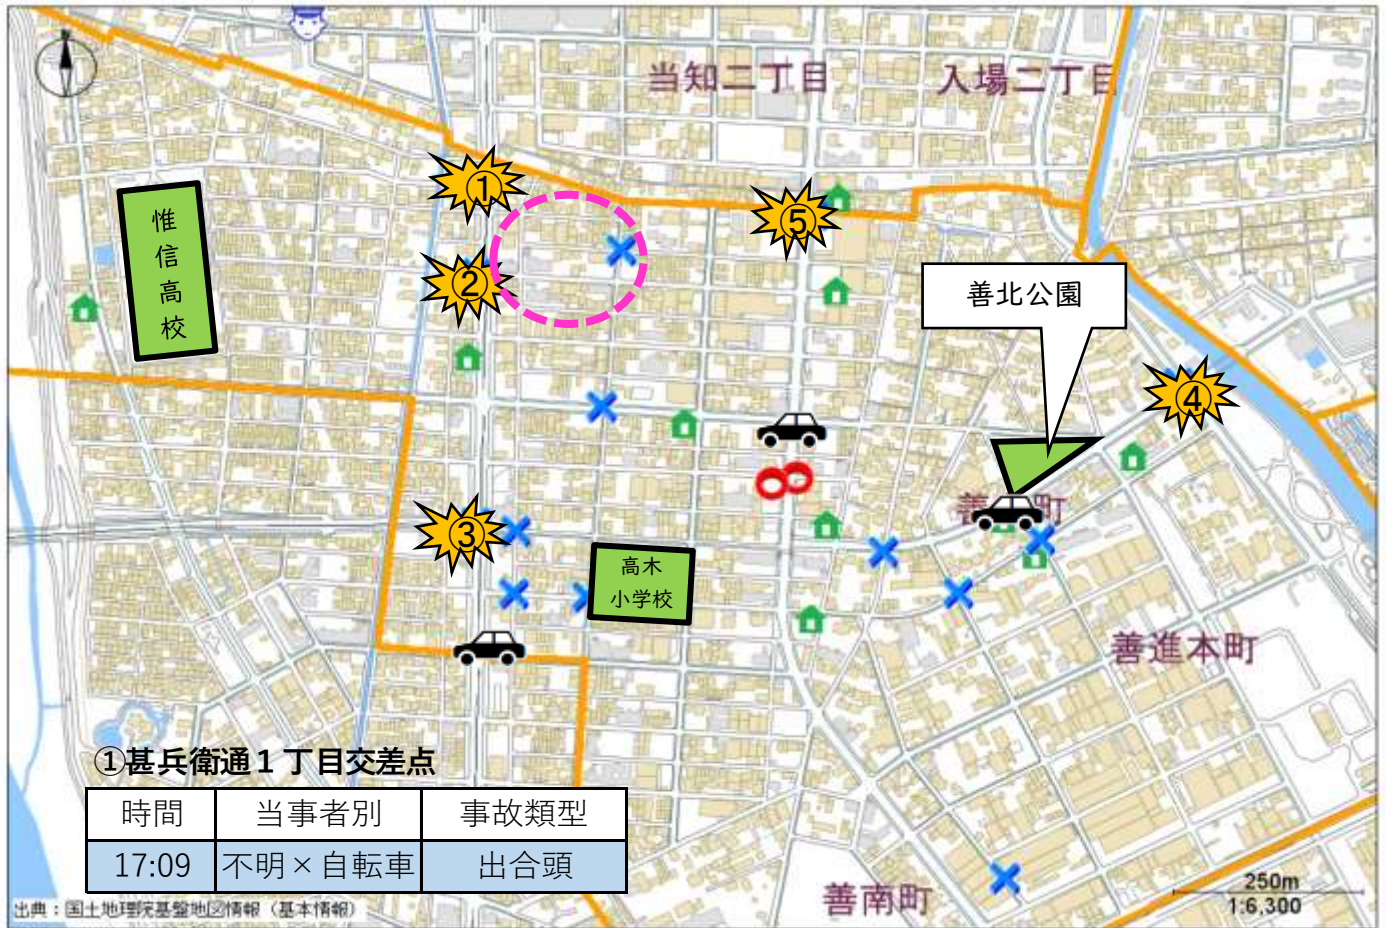 当知二丁目
入場二丁目
①
⑤
惟信高校
②
善北公園
④
善
町
③
高木
小学校
善進本町
①甚兵衛通１丁目交差点
時間 当事者別 事故類型
17:09 不明×自転車 出合頭
善南町
250m
1:6,300
出典：国土地理院基盤地図情報（基本情報）